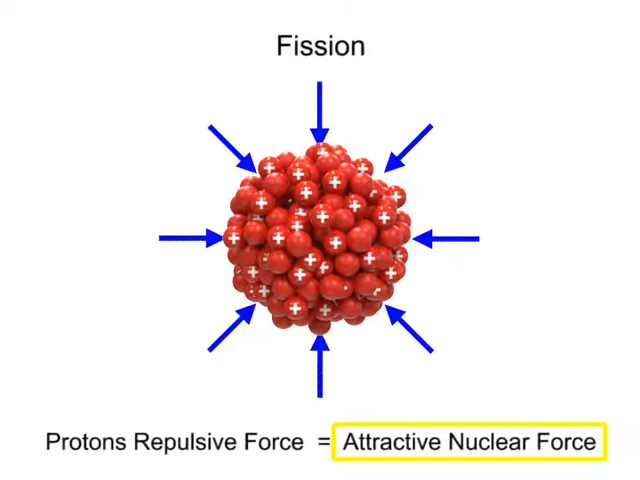 Fission
Protons Repulsive Force = Attractive Nuclear Force